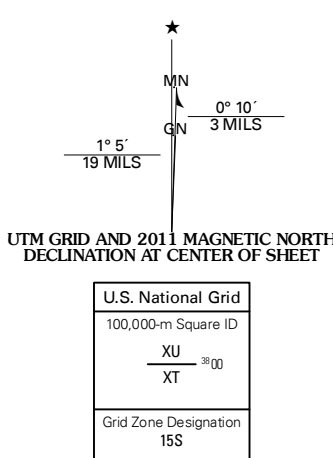 ★
MN
0° 10´
3 MILS
GN
1° 5´
19 MILS
UTM GRID AND 2011 MAGNETIC NORTH
DECLINATION AT CENTER OF SHEET
U.S. National Grid
100,000-m Square ID
XU
3800
XT
Grid Zone Designation
15S